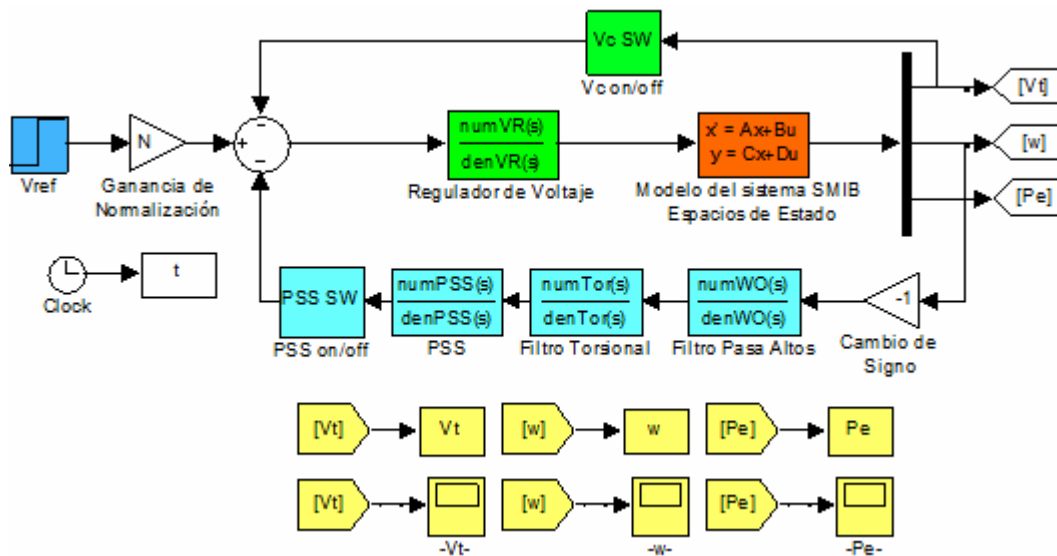 Vc SW
Vc on/off
[Vt]
[w]
[Pe]
Vref
N
Ganancia de
Normalización
numVR(s)
denVR(s)
Regulador de Voltaje
x' = Ax+Bu
y = Cx+Du
Modelo del sistema SMIB
Espacios de Estado
Clock
t
PSS SW
PSS on/off
numPSS(s)
denPSS(s)
PSS
numTor(s)
denTor(s)
Filtro Torsional
numWO(s)
denWO(s)
Filtro Pasa Altos
-1
Cambio de
Signo
[Vt]
Vt
[w]
w
[Pe]
Pe
[Vt]
-Vt-
[w]
-w-
[Pe]
-Pe-